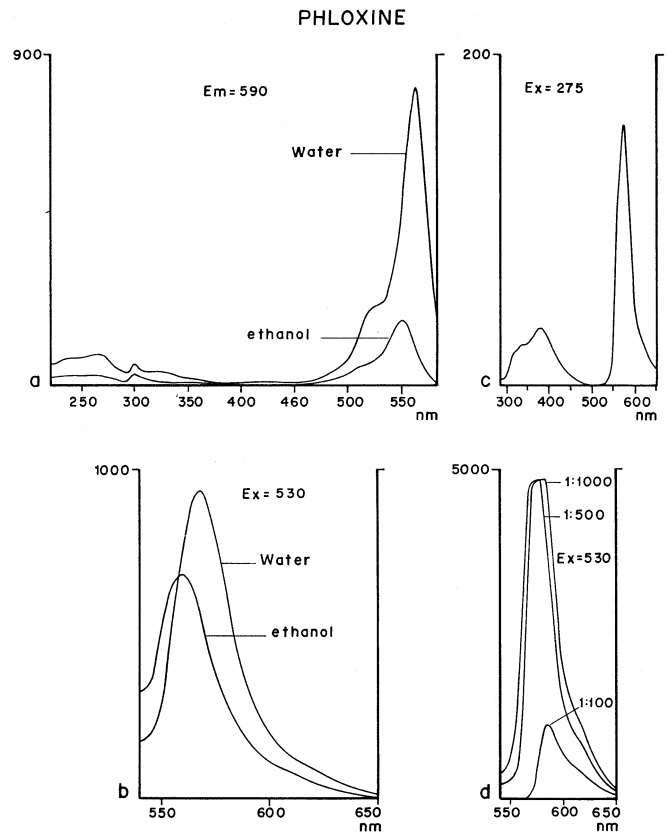 PHLOXINE
900
Em = 590
Water
ethanol
a
250 300 350 400 460 500 550
nm
200
Ex = 275
c
300 400 500 600
nm
1000
Ex = 530
Water
ethanol
b
550 600 650
nm
5000
1:1000
1:500
Ex = 530
1:100
d
550 600 650
nm